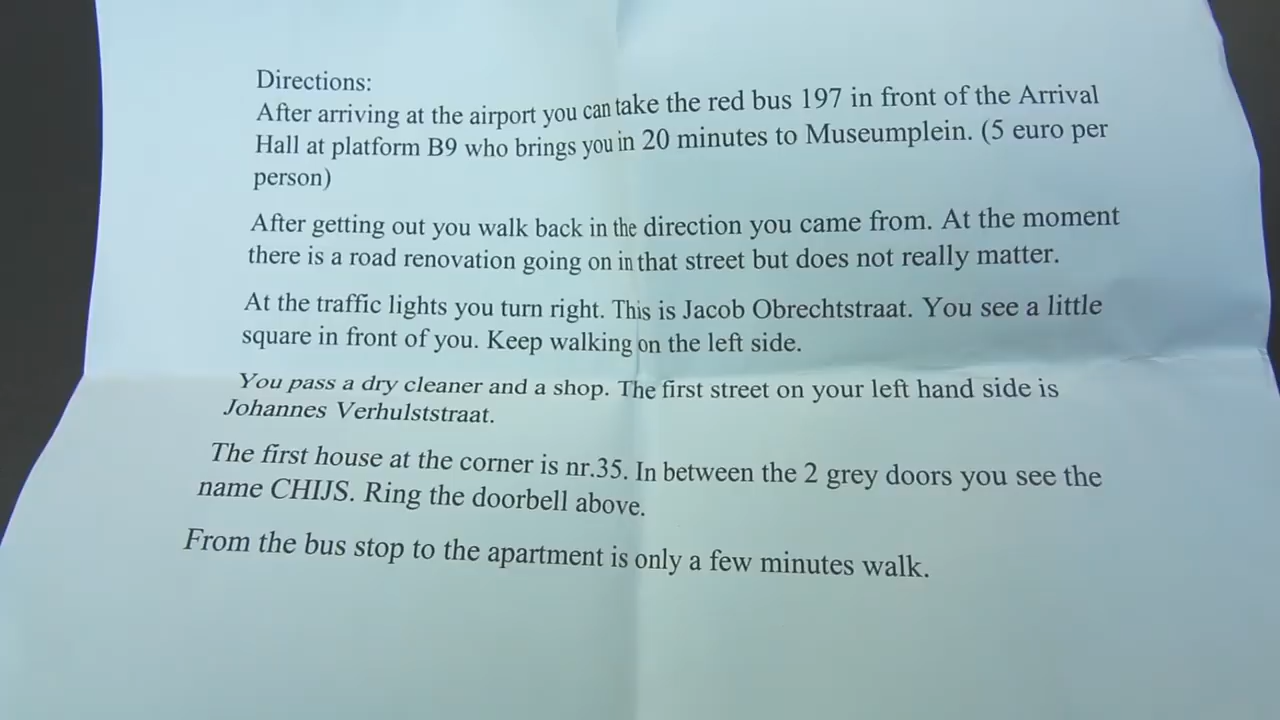 Directions:
After arriving at the airport you can take the red bus 197 in front of the Arrival
Hall at platform B9 who brings you in 20 minutes to Museumplein. (5 euro per
person)
After getting out you walk back in the direction you came from. At the moment
there is a road renovation going on in that street but does not really matter.
At the traffic lights you turn right. This is Jacob Obrechtstraat. You see a little
square in front of you. Keep walking on the left side.
You pass a dry cleaner and a shop. The first street on your left hand side is
Johannes Verhulststraat.
The first house at the corner is nr.35. In between the 2 grey doors you see the
name CHIJS. Ring the doorbell above.
From the bus stop to the apartment is only a few minutes walk.